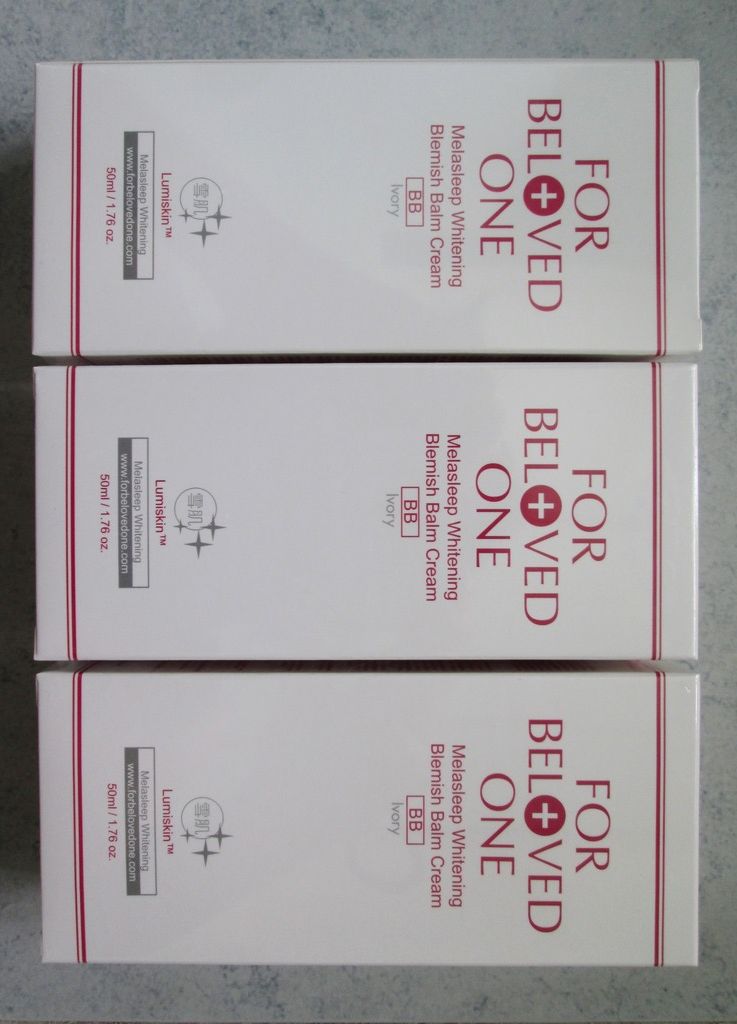 FOR
BELOVED
ONE
Melasleep Whitening
Blemish Balm Cream
BB
Ivory
雪肌
Lumiskin™
Melasleep Whitening
www.forbelovedone.com
50ml / 1.76 oz.
FOR
BELOVED
ONE
Melasleep Whitening
Blemish Balm Cream
BB
Ivory
雪肌
Lumiskin™
Melasleep Whitening
www.forbelovedone.com
50ml / 1.76 oz.
FOR
BELOVED
ONE
Melasleep Whitening
Blemish Balm Cream
BB
Ivory
雪肌
Lumiskin™
Melasleep Whitening
www.forbelovedone.com
50ml / 1.76 oz.